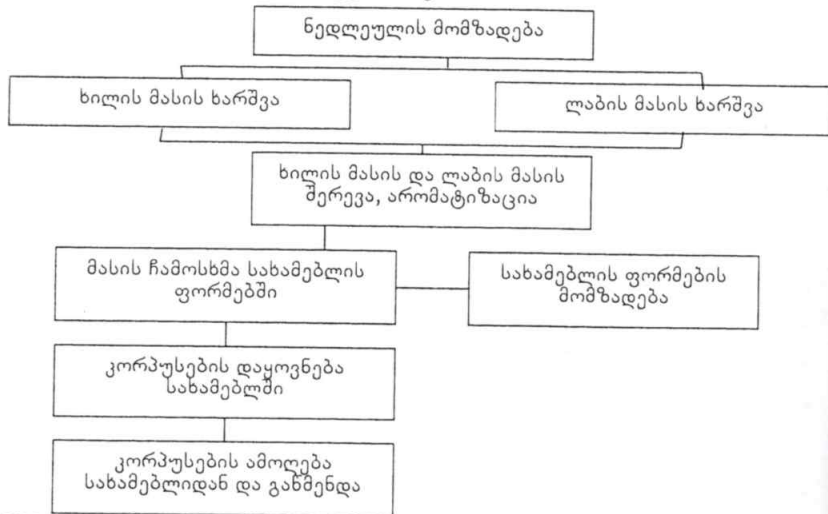 ნედლეულის მომზადება
ხილის მასის ხარშვა
ლაბის მასის ხარშვა
ხილის მასის და ლაბის მასის
შერევა, არომატიზაცია
მასის ჩამოსხმა სახამებლის
ფორმებში
სახამებლის ფორმების
მომზადება
კორპუსების დაყოვნება
სახამებლში
კორპუსების ამოღება
სახამებლიდან და გაწმენდა